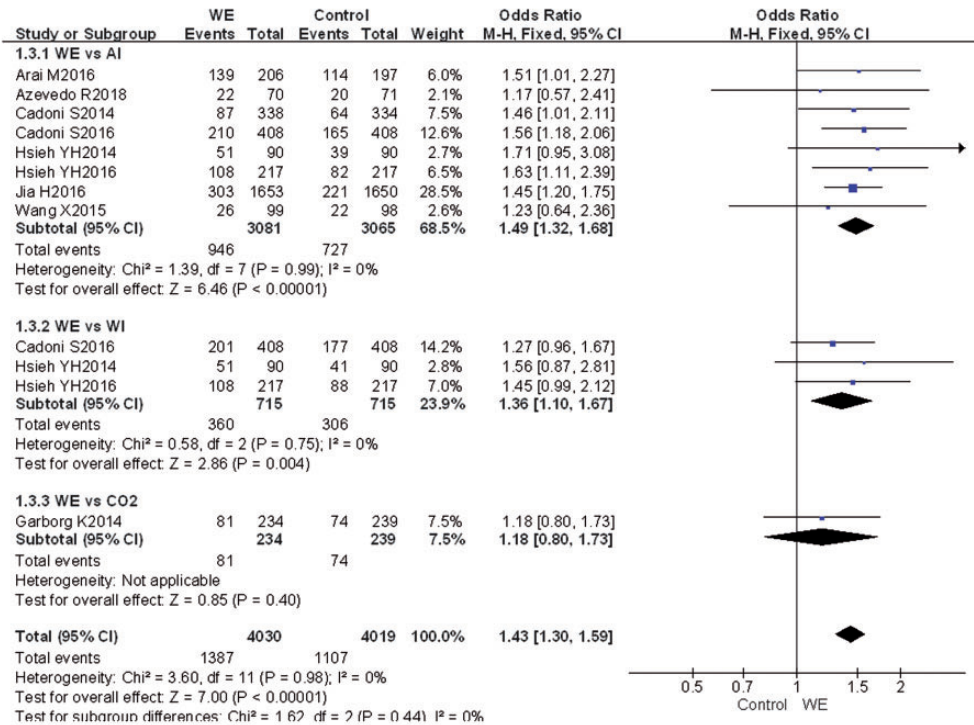 WE Control Odds Ratio Odds Ratio
Study or Subgroup Events Total Events Total Weight M-H, Fixed, 95% CI M-H, Fixed, 95% CI
1.3.1 WE vs AI
Arai M2016 139 206 114 197 6.0% 1.51 [1.01, 2.27]
Azevedo R2018 22 70 20 71 2.1% 1.17 [0.57, 2.41]
Cadoni S2014 87 338 64 334 7.5% 1.46 [1.01, 2.11]
Cadoni S2016 210 408 165 408 12.6% 1.56 [1.18, 2.06]
Hsieh YH2014 51 90 39 90 2.7% 1.71 [0.95, 3.08]
Hsieh YH2016 108 217 82 217 6.5% 1.63 [1.11, 2.39]
Jia H2016 303 1653 221 1650 28.5% 1.45 [1.20, 1.75]
Wang X2015 26 99 22 98 2.6% 1.23 [0.64, 2.36]
Subtotal (95% CI) 3081 3065 68.5% 1.49 [1.32, 1.68]
Total events 946 727
Heterogeneity: Chi² = 1.39, df = 7 (P = 0.99); I² = 0%
Test for overall effect: Z = 6.46 (P < 0.00001)
1.3.2 WE vs WI
Cadoni S2016 201 408 177 408 14.2% 1.27 [0.96, 1.67]
Hsieh YH2014 51 90 41 90 2.8% 1.56 [0.87, 2.81]
Hsieh YH2016 108 217 88 217 7.0% 1.45 [0.99, 2.12]
Subtotal (95% CI) 715 715 23.9% 1.36 [1.10, 1.67]
Total events 360 306
Heterogeneity: Chi² = 0.58, df = 2 (P = 0.75); I² = 0%
Test for overall effect: Z = 2.86 (P = 0.004)
1.3.3 WE vs CO2
Garborg K2014 81 234 74 239 7.5% 1.18 [0.80, 1.73]
Subtotal (95% CI) 234 239 7.5% 1.18 [0.80, 1.73]
Total events 81 74
Heterogeneity: Not applicable
Test for overall effect: Z = 0.85 (P = 0.40)
Total (95% CI) 4030 4019 100.0% 1.43 [1.30, 1.59]
Total events 1387 1107
Heterogeneity: Chi² = 3.60, df = 11 (P = 0.98); I² = 0%
Test for overall effect: Z = 7.00 (P < 0.00001)
Test for subgroup differences: Chi² = 1.62, df = 2 (P = 0.44), I² = 0%
0.5 0.7 1 1.5 2
Control WE